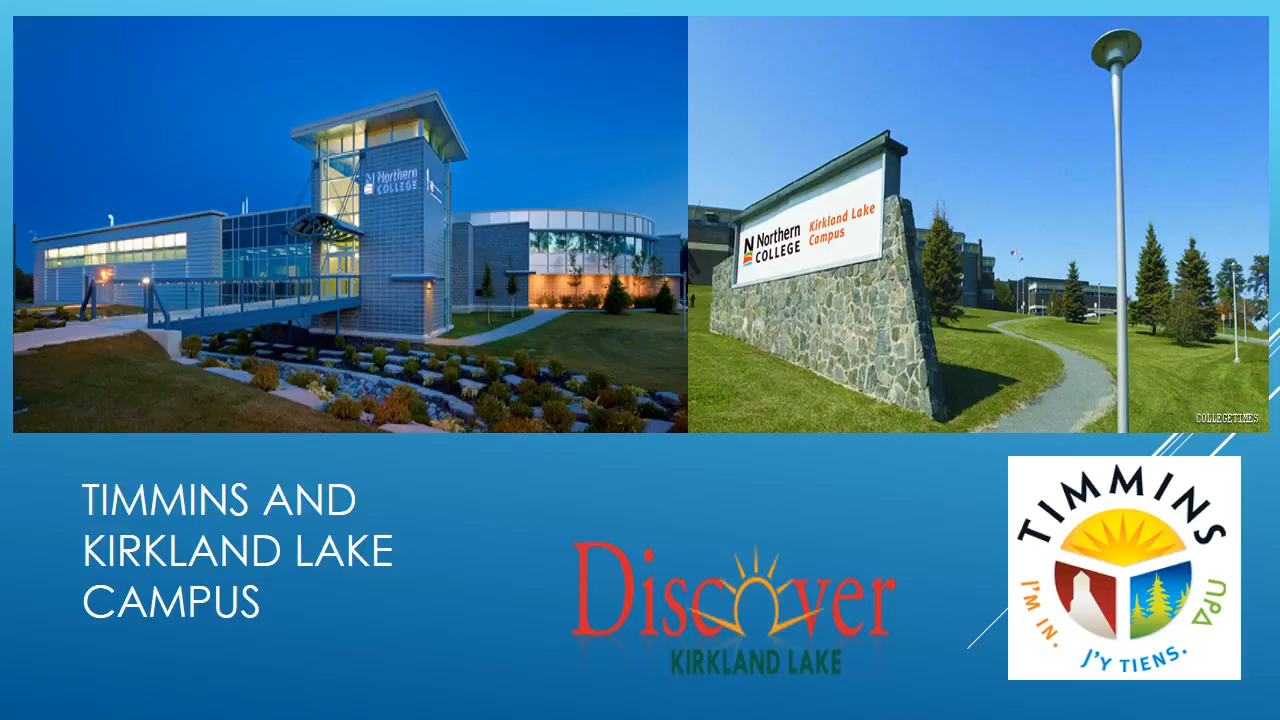 Northern
COLLEGE
Northern
COLLEGE
Kirkland Lake
Campus
COLLEGETIMES
TIMMINS AND
KIRKLAND LAKE
CAMPUS
Discover
KIRKLAND LAKE
TIMMINS
I'M IN.
J'Y TIENS.
ᑎᒥᐃ